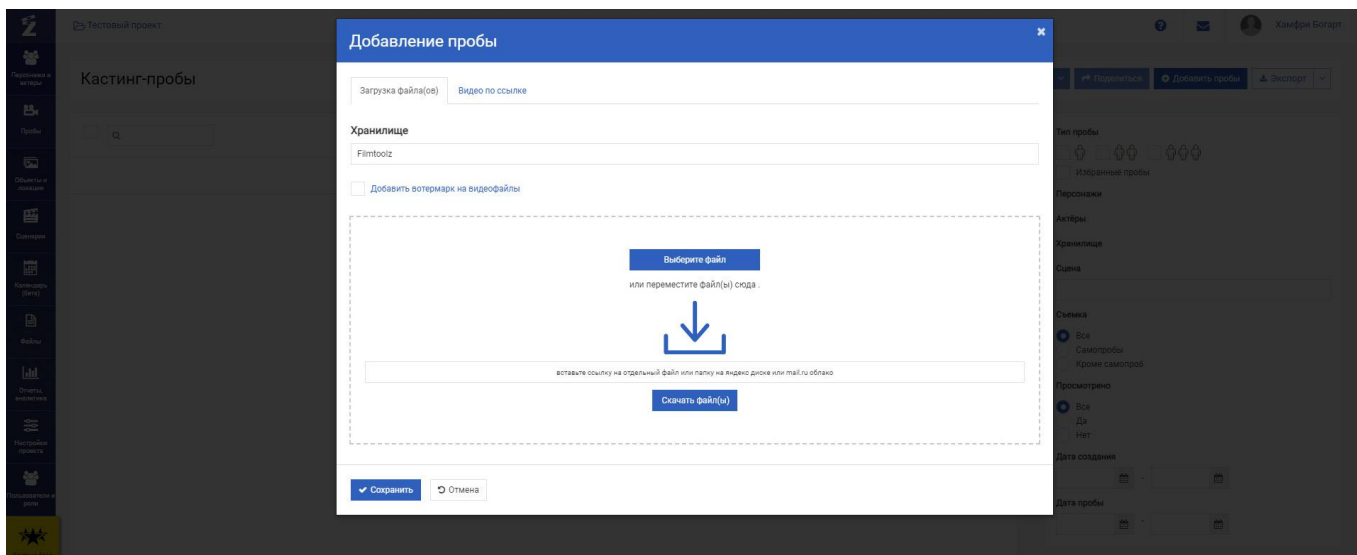 Тестовый проект
Хамфри Богарт
Персонажи и
актеры
Кастинг-пробы
Поделиться
Добавить пробы
Экспорт
Пробы
Объекты и
локации
Сценарии
Календарь
(бета)
Файлы
Отчеты,
аналитика
Настройки
проекта
Пользователи и
роли
Добавление пробы
Загрузка файла(ов)
Видео по ссылке
Хранилище
Filmtoolz
Добавить вотермарк на видеофайлы
Выберите файл
или переместите файл(ы) сюда .
вставьте ссылку на отдельный файл или папку на яндекс диске или mail.ru облако
Скачать файл(ы)
Сохранить
Отмена
Тип пробы
Избранные пробы
Персонажи
Актёры
Хранилище
Сцена
Съемка
Все
Самопробы
Кроме самопроб
Просмотрено
Все
Да
Нет
Дата создания
-
Дата пробы
-